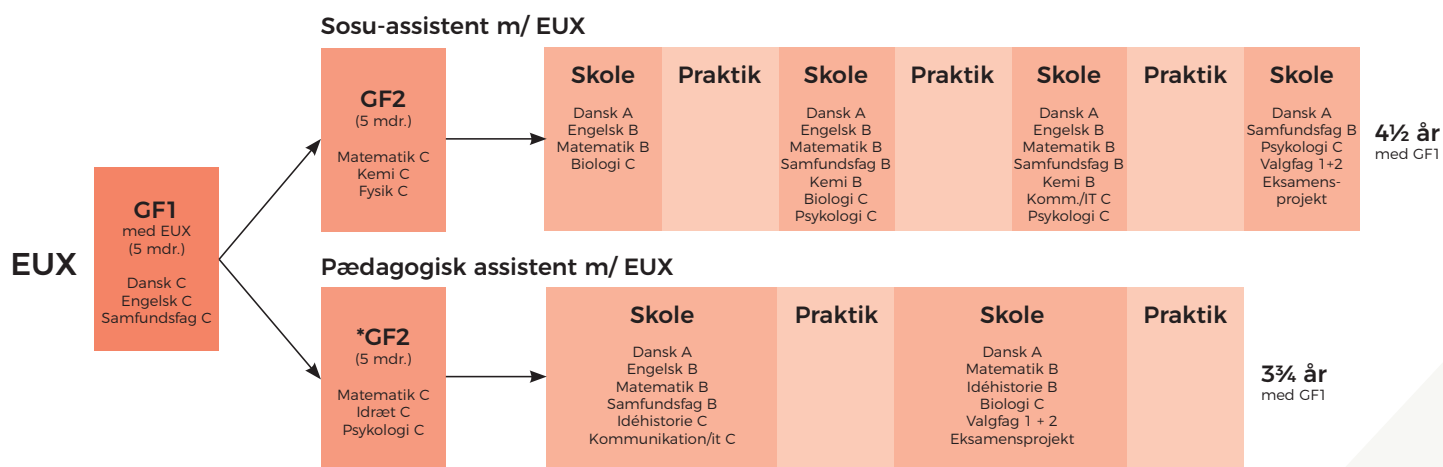 EUX
GF1
med EUX
(5 mdr.)
Dansk C
Engelsk C
Samfundsfag C
Sosu-assistent m/ EUX
GF2
(5 mdr.)
Matematik C
Kemi C
Fysik C
Skole
Dansk A
Engelsk B
Matematik B
Biologi C
Praktik
Skole
Dansk A
Engelsk B
Matematik B
Samfundsfag B
Kemi B
Biologi C
Psykologi C
Praktik
Skole
Dansk A
Engelsk B
Matematik B
Samfundsfag B
Kemi B
Komm./IT C
Psykologi C
Praktik
Skole
Dansk A
Samfundsfag B
Psykologi C
Valgfag 1+2
Eksamens-
projekt
4½ år
med GF1
Pædagogisk assistent m/ EUX
*GF2
(5 mdr.)
Matematik C
Idræt C
Psykologi C
Skole
Dansk A
Engelsk B
Matematik B
Samfundsfag B
Idéhistorie C
Kommunikation/it C
Praktik
Skole
Dansk A
Matematik B
Idéhistorie B
Biologi C
Valgfag 1 + 2
Eksamensprojekt
Praktik
3¾ år
med GF1